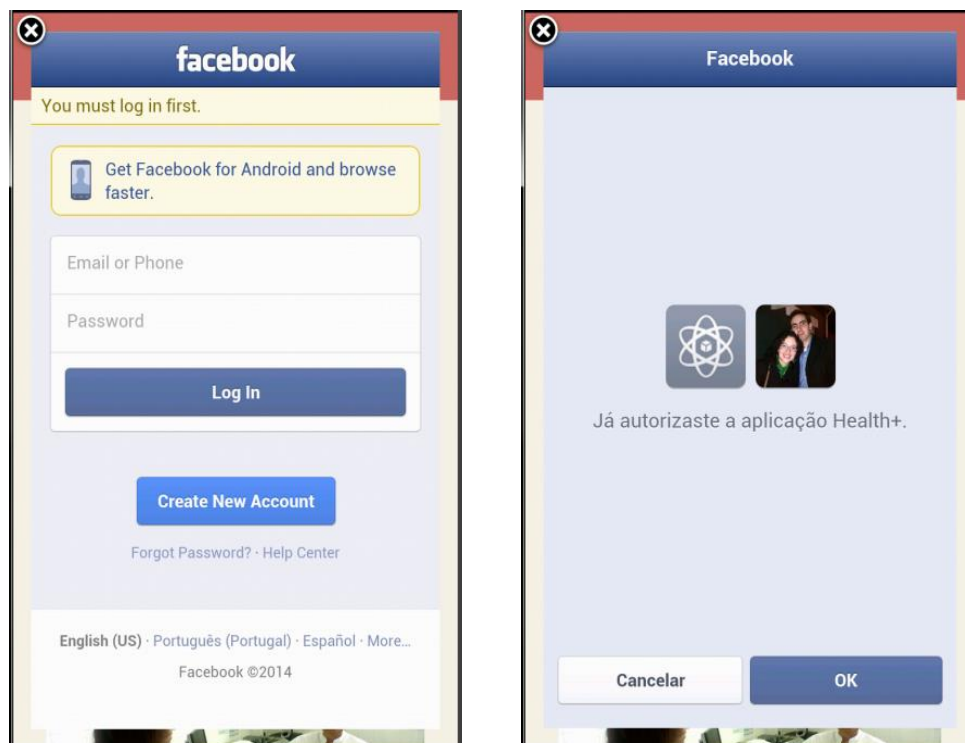 facebook
You must log in first.
Get Facebook for Android and browse
faster.
Email or Phone
Password
Log In
Create New Account
Forgot Password? · Help Center
English (US) · Português (Portugal) · Español · More...
Facebook ©2014
Facebook
Já autorizaste a aplicação Health+.
Cancelar
OK